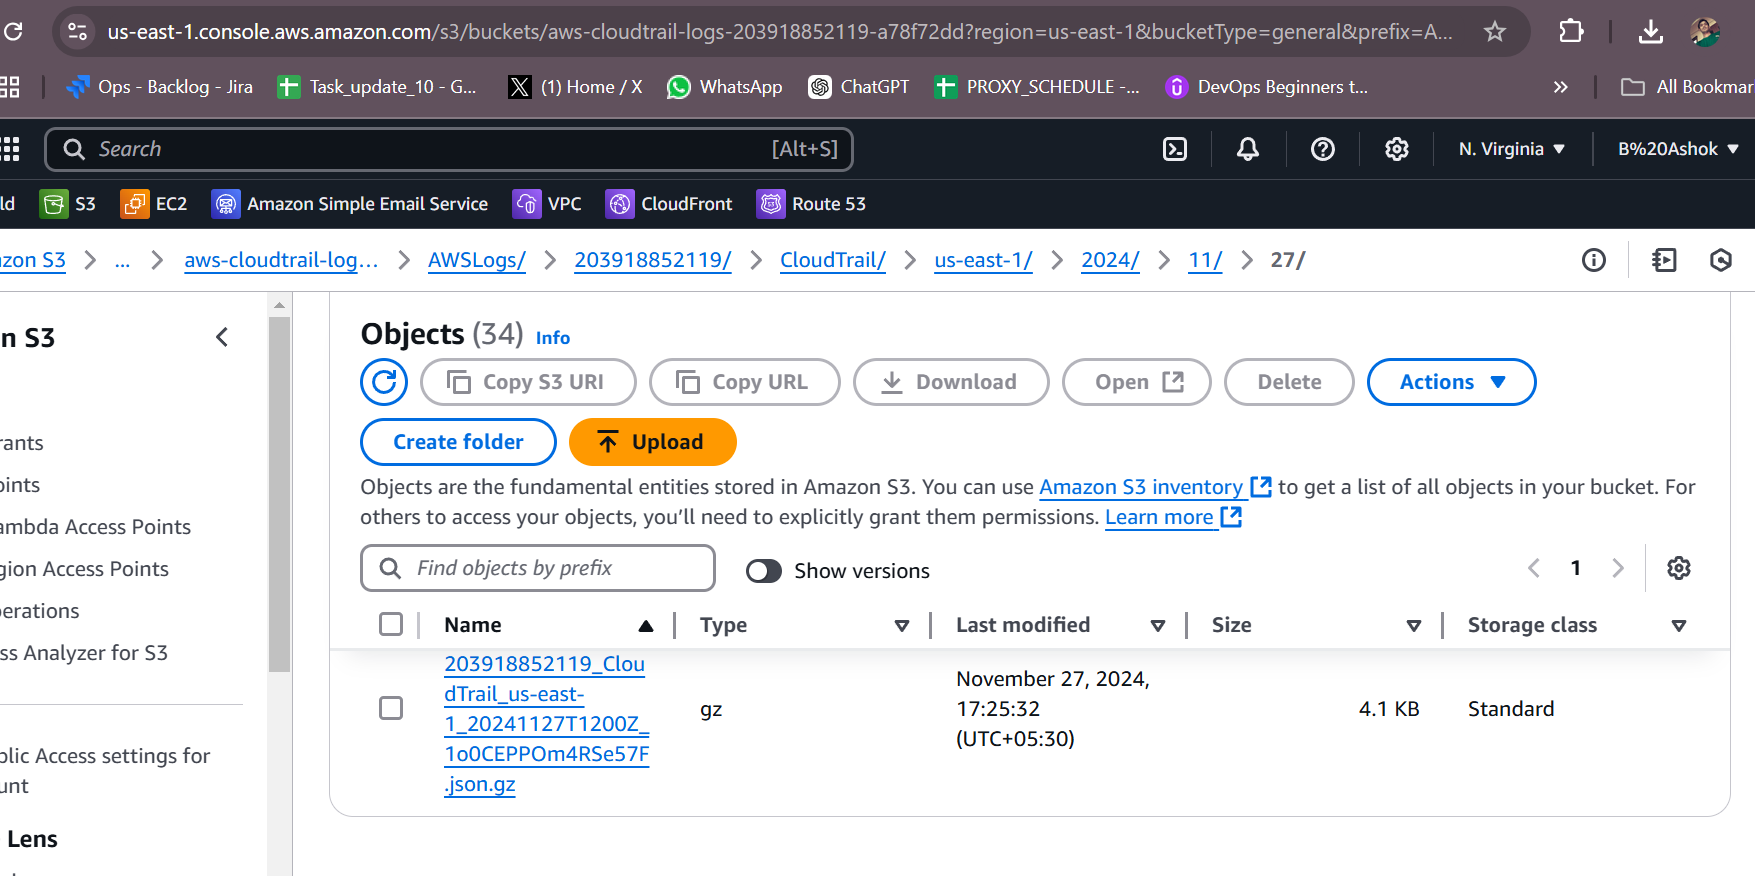 us-east-1.console.aws.amazon.com/s3/buckets/aws-cloudtrail-logs-203918852119-a78f72dd?region=us-east-1&bucketType=general&prefix=A...
Ops - Backlog - Jira Task_update_10 - G... (1) Home / X WhatsApp ChatGPT PROXY_SCHEDULE -... DevOps Beginners t... » All Bookmar
Search [Alt+S] N. Virginia B%20Ashok
ld S3 EC2 Amazon Simple Email Service VPC CloudFront Route 53
zon S3 ... aws-cloudtrail-log... AWSLogs/ 203918852119/ CloudTrail/ us-east-1/ 2024/ 11/ 27/
n S3
rants
oints
ambda Access Points
gion Access Points
perations
ss Analyzer for S3
blic Access settings for
unt
Lens
Objects (34) Info
Copy S3 URI Copy URL Download Open Delete Actions
Create folder Upload
Objects are the fundamental entities stored in Amazon S3. You can use Amazon S3 inventory to get a list of all objects in your bucket. For
others to access your objects, you'll need to explicitly grant them permissions. Learn more
Find objects by prefix Show versions 1
Name Type Last modified Size Storage class
203918852119_Clou
dTrail_us-east-
1_20241127T1200Z_
1o0CEPPOm4RSe57F
.json.gz
gz
November 27, 2024,
17:25:32
(UTC+05:30)
4.1 KB
Standard